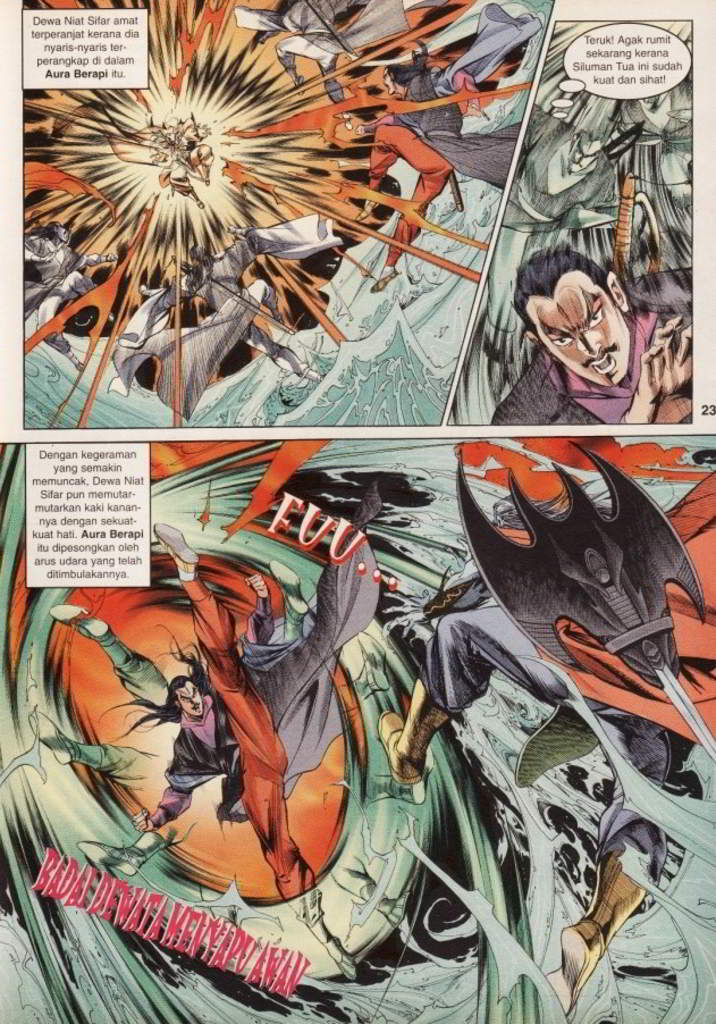 Dewa Niat Sifar amat
terperanjat kerana dia
nyaris-nyaris ter-
perangkap di dalam
Aura Berapi itu.
Teruk! Agak rumit
sekarang kerana
Siluman Tua ini sudah
kuat dan sihat!
23
Dengan kegeraman
yang semakin
memuncak, Dewa Niat
Sifar pun memutar-
mutarkan kaki kanan-
nya dengan sekuat-
kuat hati. Aura Berapi
itu dipesongkan oleh
arus udara yang telah
ditimbulakannya.
FUU...
BADAI DEWATA MENYAPU AWAN